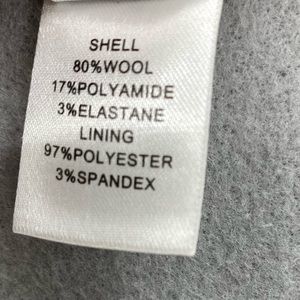 SHELL
80%WOOL
17%POLYAMIDE
3%ELASTANE
LINING
97%POLYESTER
3%SPANDEX